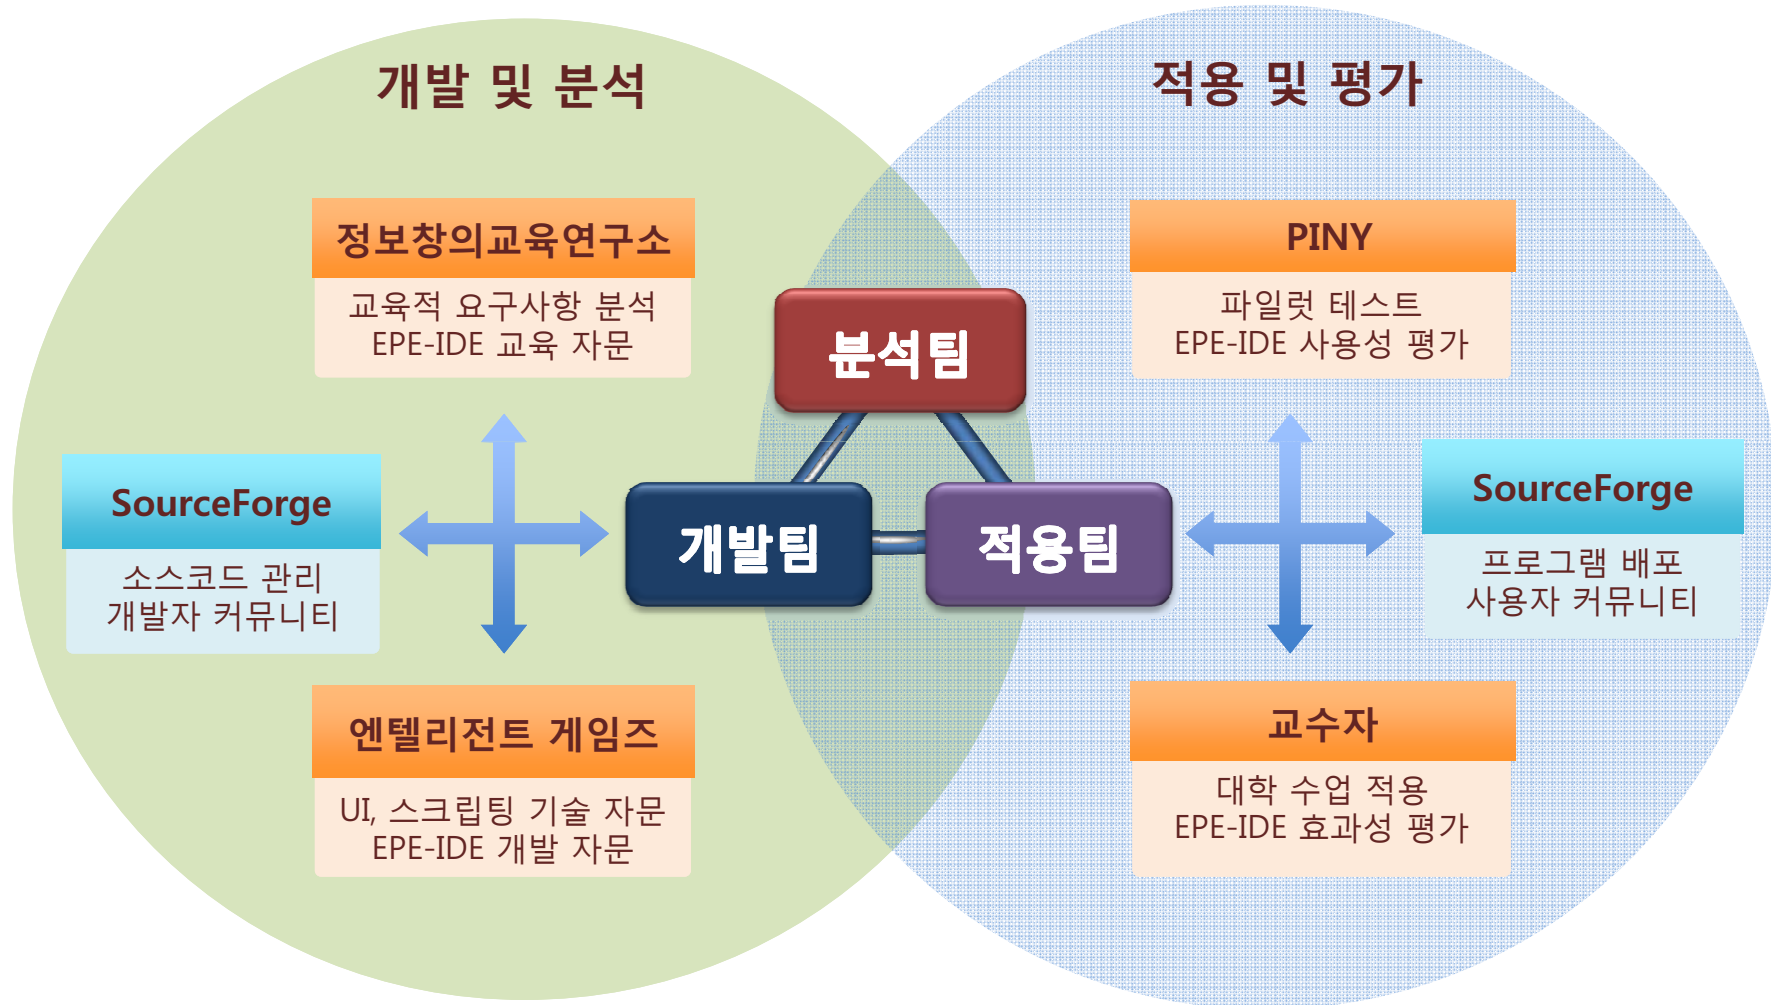 개발 및 분석
적용 및 평가
정보창의교육연구소
교육적 요구사항 분석
EPE-IDE 교육 자문
PINY
파일럿 테스트
EPE-IDE 사용성 평가
분석팀
SourceForge
소스코드 관리
개발자 커뮤니티
개발팀
적용팀
SourceForge
프로그램 배포
사용자 커뮤니티
엔텔리전트 게임즈
UI, 스크립팅 기술 자문
EPE-IDE 개발 자문
교수자
대학 수업 적용
EPE-IDE 효과성 평가